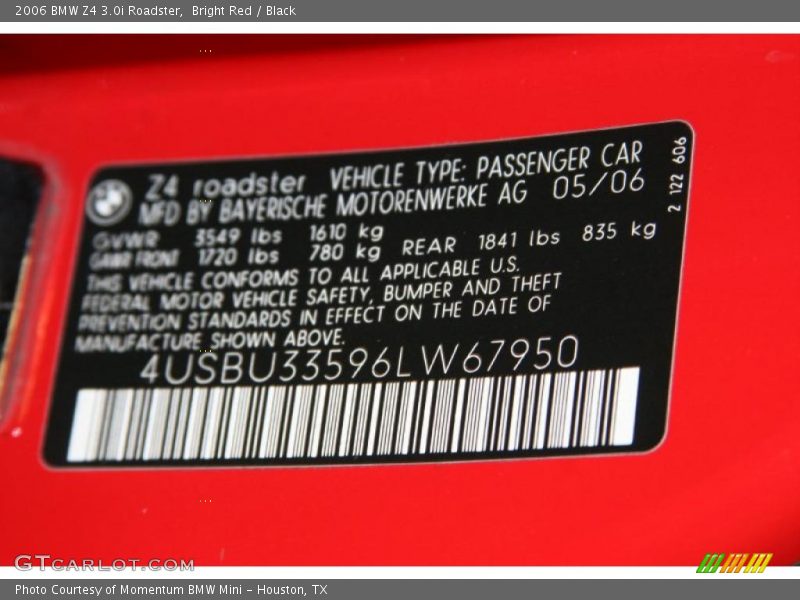 2006 BMW Z4 3.0i Roadster,  Bright Red / Black
Z4 roadster VEHICLE TYPE: PASSENGER CAR
MFD BY BAYERISCHE MOTORENWERKE AG 05/06
GVWR 3549 lbs 1610 kg
GAWR FRONT 1720 lbs 780 kg REAR 1841 lbs 835 kg
THIS VEHICLE CONFORMS TO ALL APPLICABLE U.S.
FEDERAL MOTOR VEHICLE SAFETY, BUMPER AND THEFT
PREVENTION STANDARDS IN EFFECT ON THE DATE OF
MANUFACTURE SHOWN ABOVE.
4USBU33596LW67950
2 122 606
GTCARLOT.COM
Photo Courtesy of Momentum BMW Mini - Houston, TX